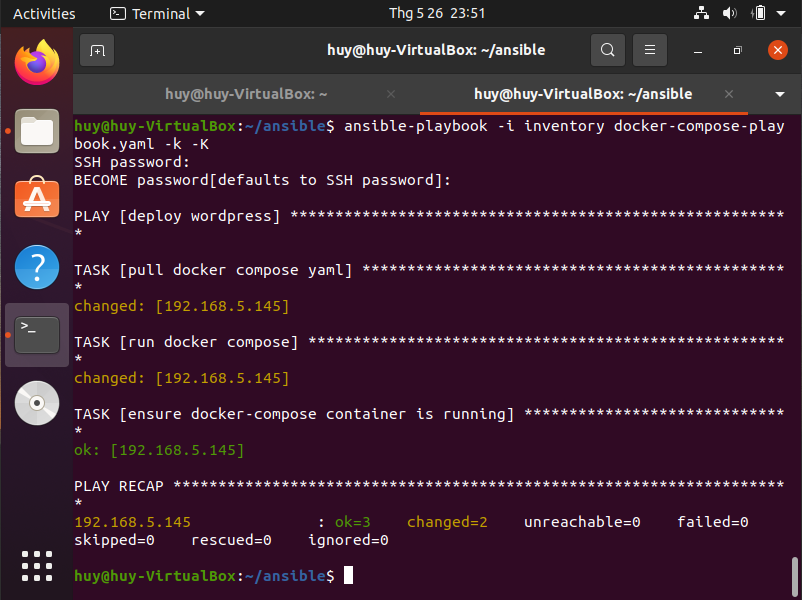 Activities
Terminal
Thg 5 26 23:51
huy@huy-VirtualBox: ~/ansible
huy@huy-VirtualBox: ~
huy@huy-VirtualBox: ~/ansible
huy@huy-VirtualBox:~/ansible$ ansible-playbook -i inventory docker-compose-play
book.yaml -k -K
SSH password:
BECOME password[defaults to SSH password]:
PLAY [deploy wordpress] *******************************************************
*
TASK [pull docker compose yaml] ***********************************************
*
changed: [192.168.5.145]
TASK [run docker compose] *****************************************************
*
changed: [192.168.5.145]
TASK [ensure docker-compose container is running] *****************************
*
ok: [192.168.5.145]
PLAY RECAP ********************************************************************
*
192.168.5.145              : ok=3    changed=2    unreachable=0    failed=0
skipped=0    rescued=0    ignored=0
huy@huy-VirtualBox:~/ansible$